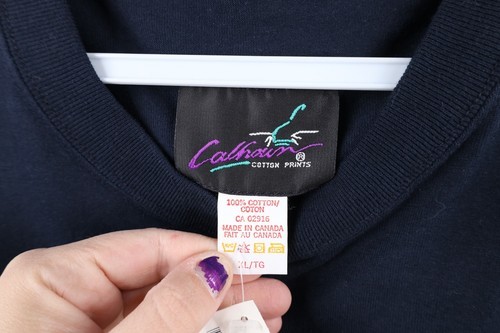 Calhoun ®
COTTON PRINTS
100% COTTON/
COTON
CA 02916
MADE IN CANADA
FAIT AU CANADA
XL/TG